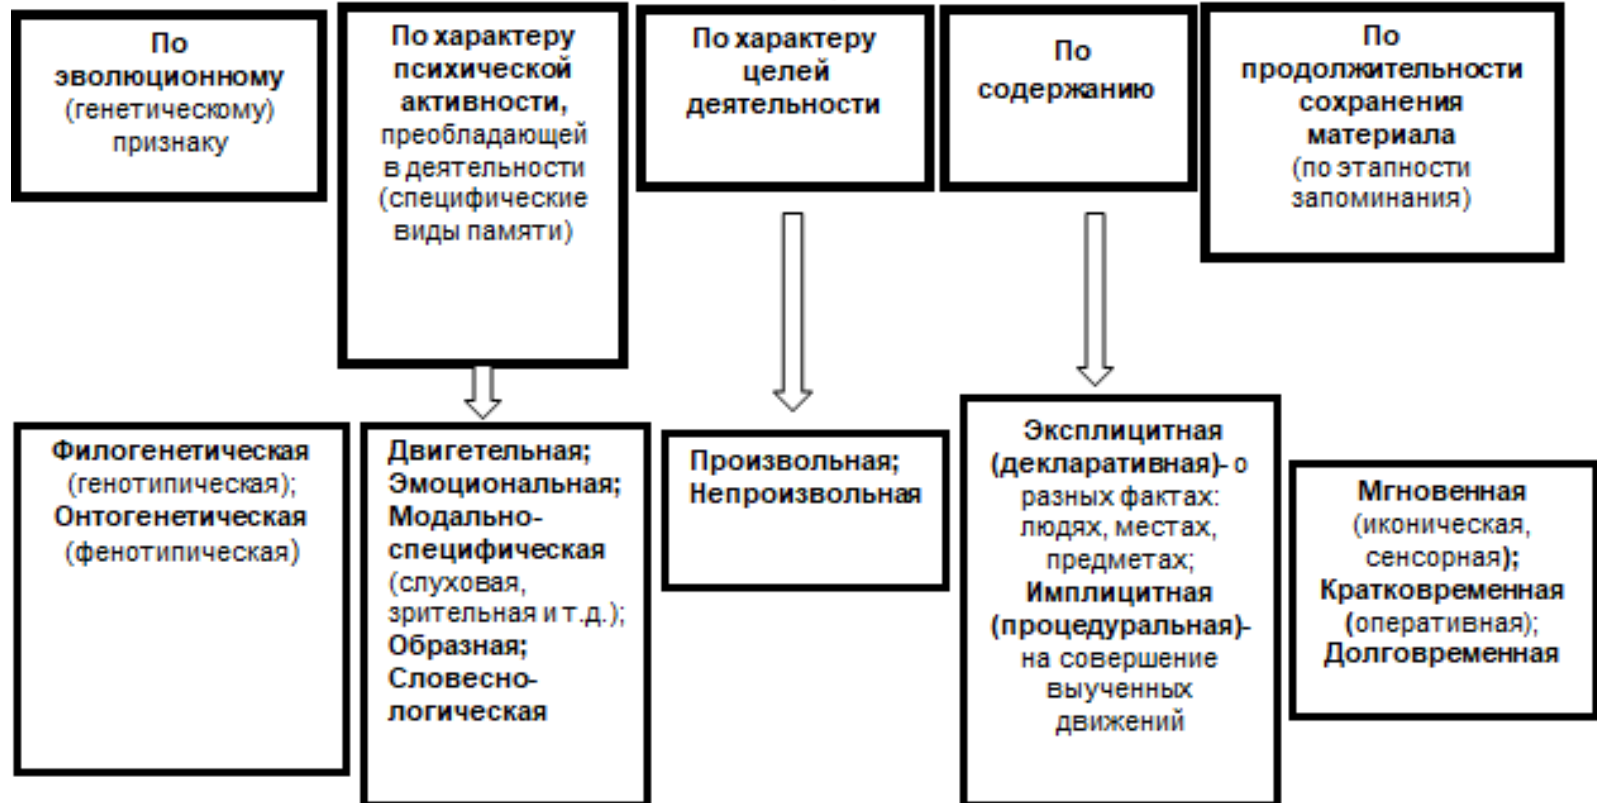 По
эволюционному
(генетическому)
признаку
По характеру
психической
активности,
преобладающей
в деятельности
(специфические
виды памяти)
По характеру
целей
деятельности
По
содержанию
По
продолжительности
сохранения
материала
(по этапности
запоминания)
Филогенетическая
(генотипическая);
Онтогенетическая
(фенотипическая)
Двигетельная;
Эмоциональная;
Модально-
специфическая
(слуховая,
зрительная и т.д.);
Образная;
Словесно-
логическая
Произвольная;
Непроизвольная
Эксплицитная
(декларативная)- о
разных фактах:
людях, местах,
предметах;
Имплицитная
(процедуральная)-
на совершение
выученных
движений
Мгновенная
(иконическая,
сенсорная);
Кратковременная
(оперативная);
Долговременная